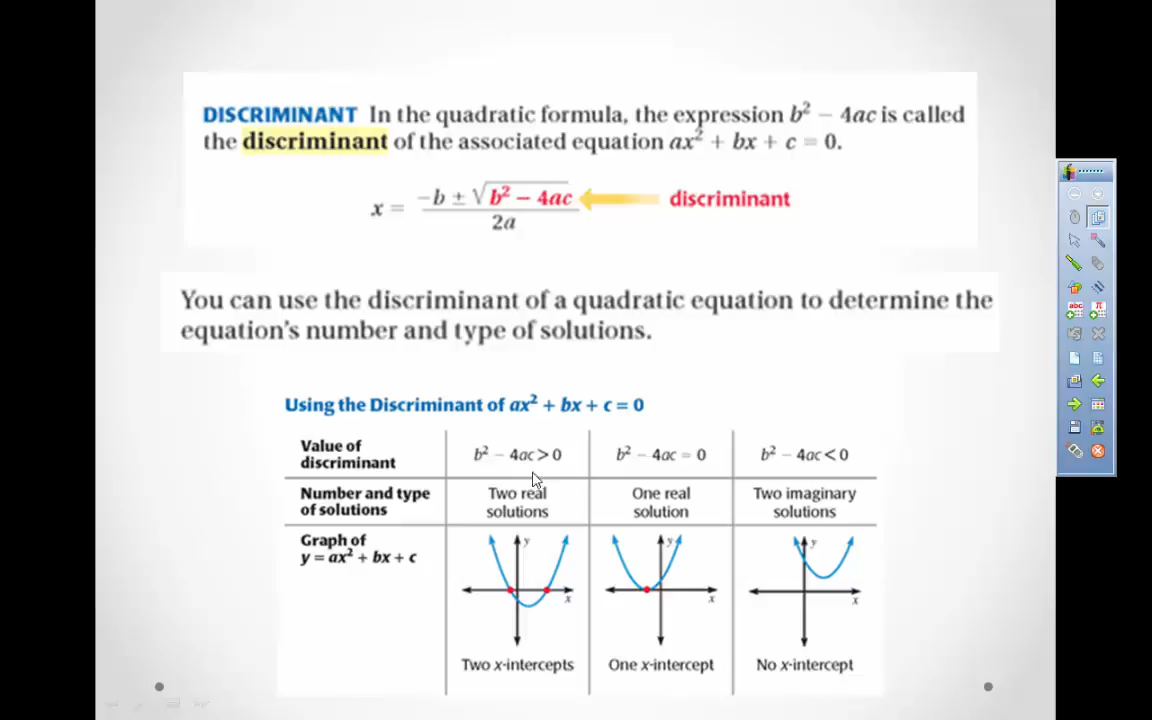 DISCRIMINANT In the quadratic formula, the expression b² − 4ac is called
the discriminant of the associated equation ax² + bx + c = 0.
x = (−b ± √(b² − 4ac)) / 2a
discriminant
You can use the discriminant of a quadratic equation to determine the
equation's number and type of solutions.
Using the Discriminant of ax² + bx + c = 0
Value of discriminant b² − 4ac > 0 b² − 4ac = 0 b² − 4ac < 0
Number and type of solutions Two real solutions One real solution Two imaginary solutions
Graph of y = ax² + bx + c
y x y x y x
Two x-intercepts One x-intercept No x-intercept
abc π